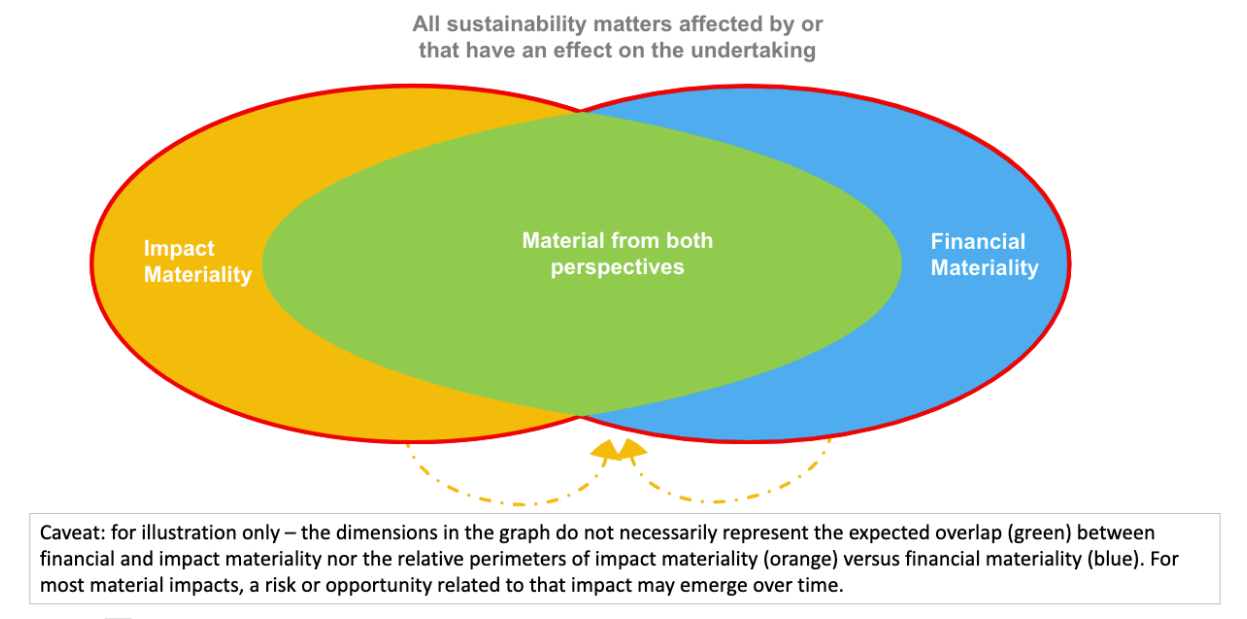 All sustainability matters affected by or
that have an effect on the undertaking
Impact
Materiality
Material from both
perspectives
Financial
Materiality
Caveat: for illustration only – the dimensions in the graph do not necessarily represent the expected overlap (green) between
financial and impact materiality nor the relative perimeters of impact materiality (orange) versus financial materiality (blue). For
most material impacts, a risk or opportunity related to that impact may emerge over time.